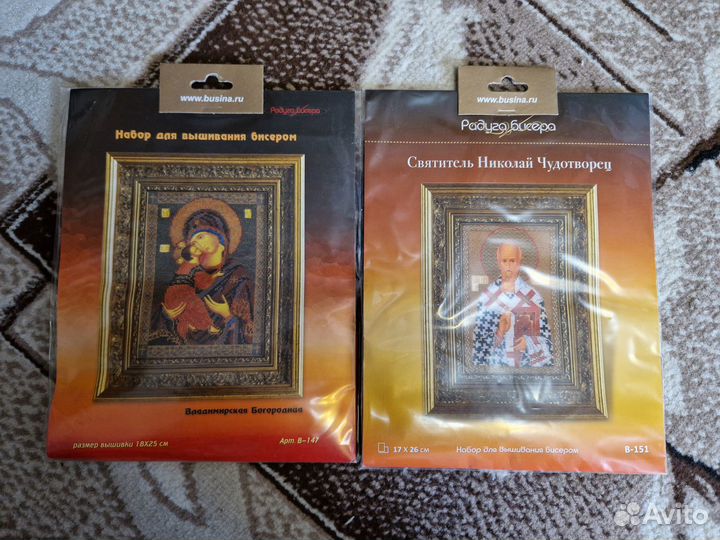 www.busina.ru
Радуга бисера
Набор для вышивания бисером
Владимирская Богородица
размер вышивки 18X25 см
Арт. В-147
www.busina.ru
Радуга бисера
Святитель Николай Чудотворец
17 X 26 см
Набор для вышивания бисером
В-151
Avito